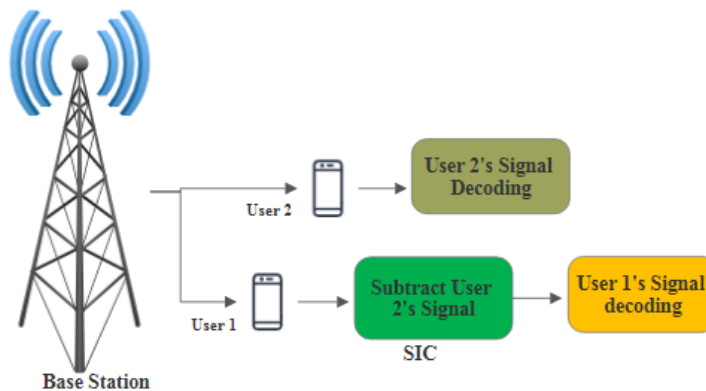 User 2's Signal
Decoding
User 2
Subtract User
2's Signal
User 1's Signal
decoding
User 1
SIC
Base Station